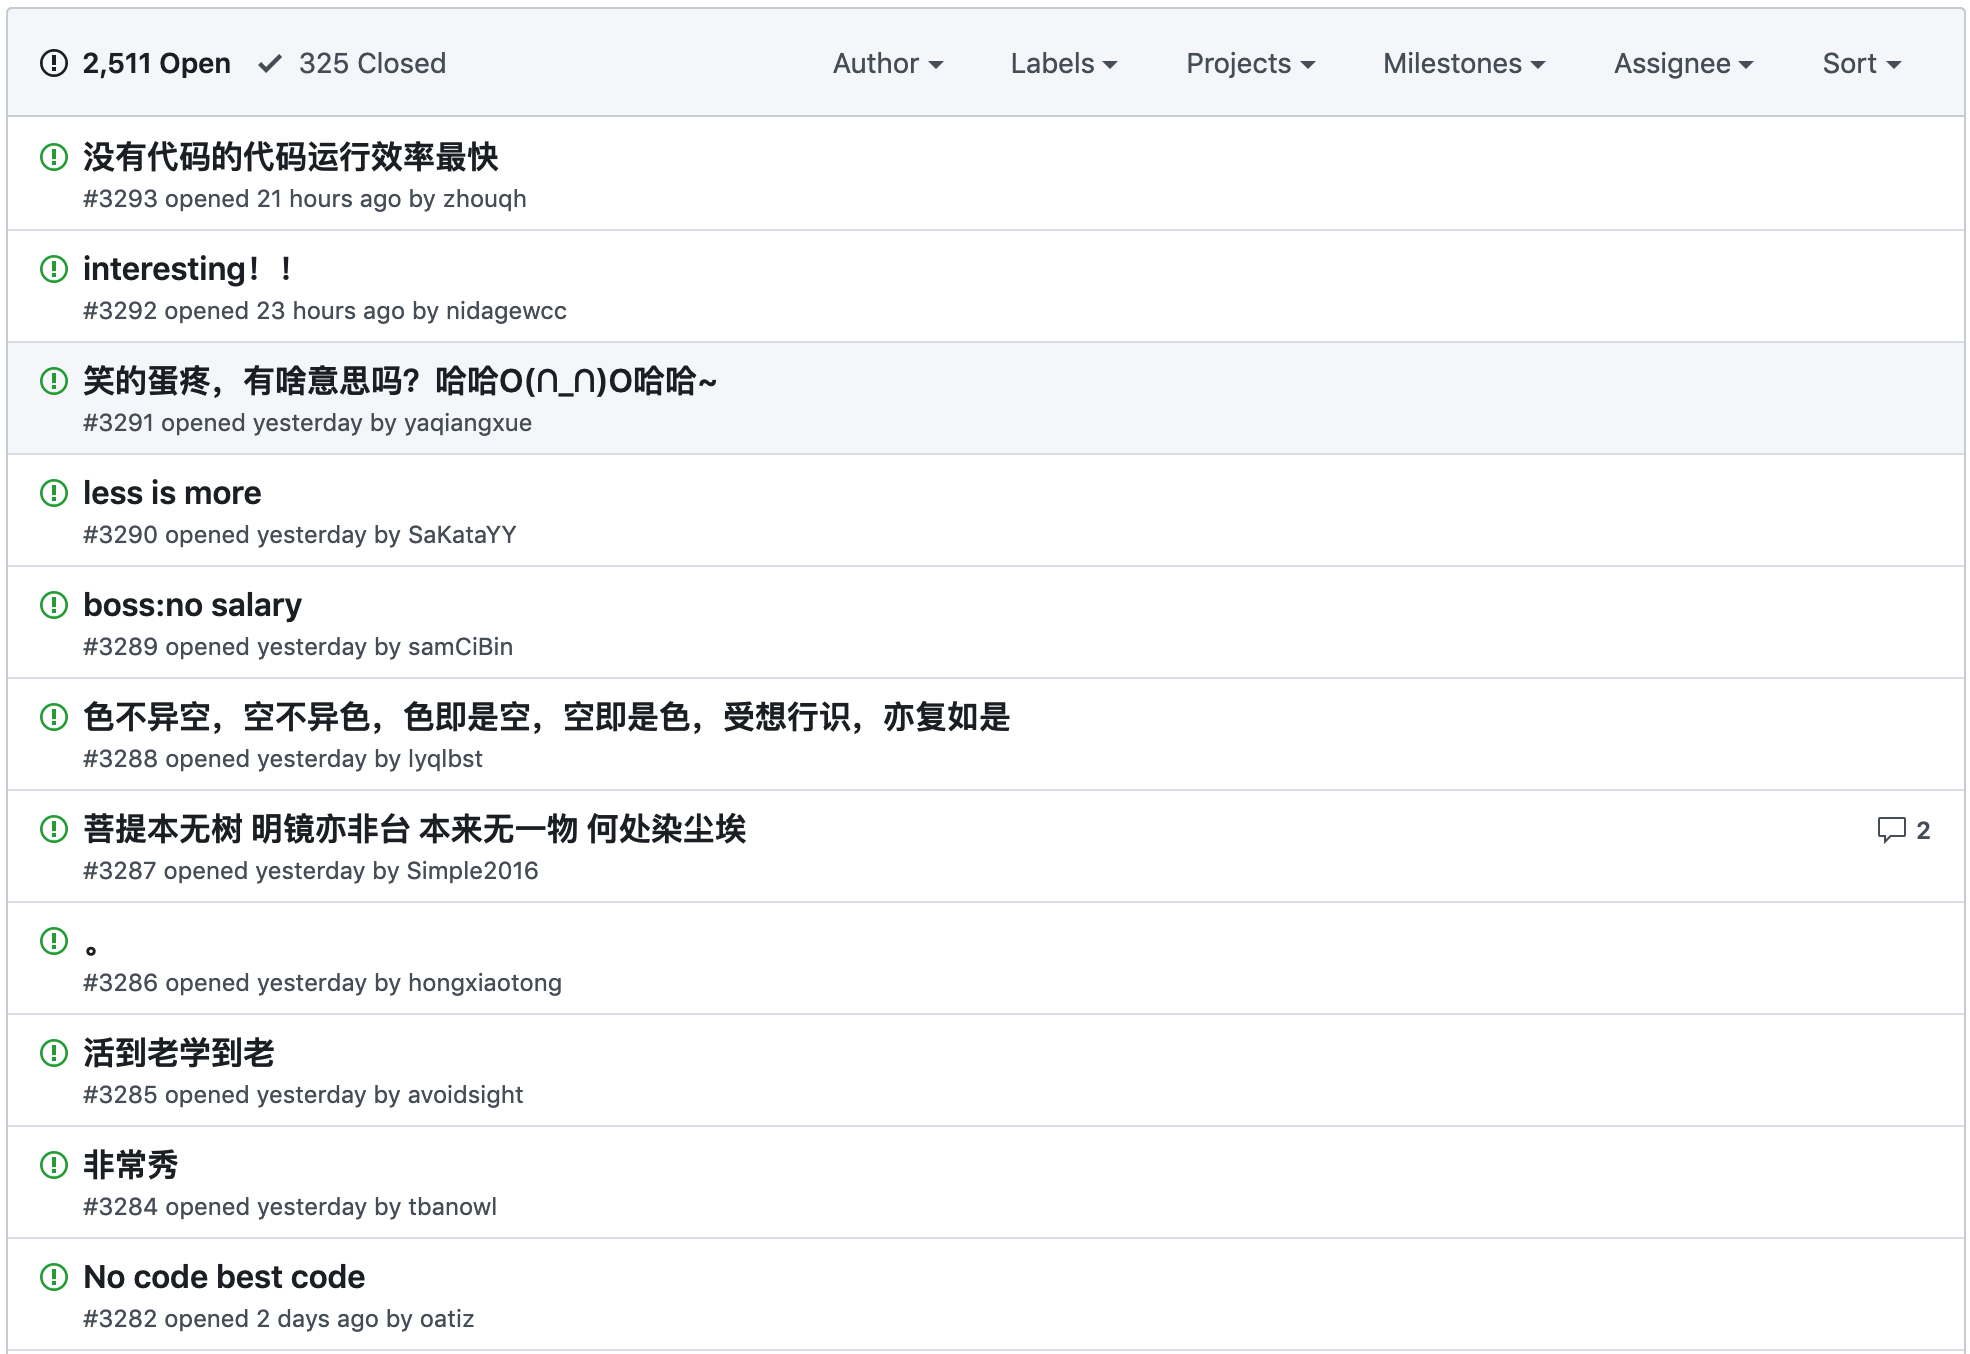 2,511 Open 325 Closed Author Labels Projects Milestones Assignee Sort
没有代码的代码运行效率最快
#3293 opened 21 hours ago by zhouqh
interesting！！
#3292 opened 23 hours ago by nidagewcc
笑的蛋疼，有啥意思吗？哈哈O(∩_∩)O哈哈~
#3291 opened yesterday by yaqiangxue
less is more
#3290 opened yesterday by SaKataYY
boss:no salary
#3289 opened yesterday by samCiBin
色不异空，空不异色，色即是空，空即是色，受想行识，亦复如是
#3288 opened yesterday by lyqlbst
菩提本无树 明镜亦非台 本来无一物 何处染尘埃 2
#3287 opened yesterday by Simple2016
。
#3286 opened yesterday by hongxiaotong
活到老学到老
#3285 opened yesterday by avoidsight
非常秀
#3284 opened yesterday by tbanowl
No code best code
#3282 opened 2 days ago by oatiz